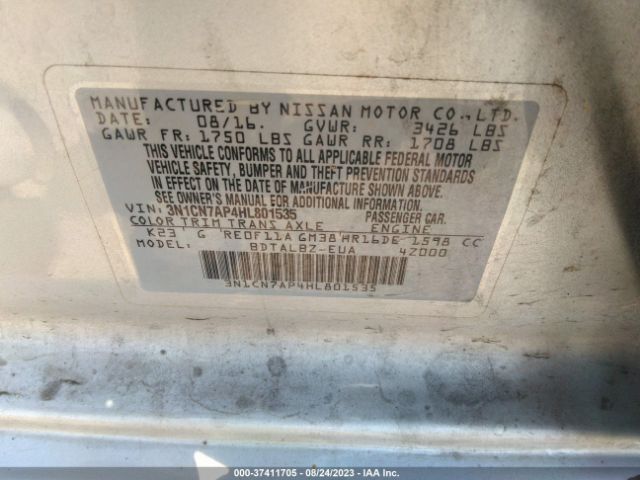 MANUFACTURED BY NISSAN MOTOR CO.,LTD.
DATE: 08/16. GVWR: 3426 LBS
GAWR FR: 1750 LBS GAWR RR: 1708 LBS
THIS VEHICLE CONFORMS TO ALL APPLICABLE FEDERAL MOTOR
VEHICLE SAFETY, BUMPER AND THEFT PREVENTION STANDARDS
IN EFFECT ON THE DATE OF MANUFACTURE SHOWN ABOVE.
SEE OWNER'S MANUAL FOR ADDITIONAL INFORMATION.
VIN: 3N1CN7AP4HL801535 PASSENGER CAR.
COLOR TRIM TRANS AXLE ENGINE
K23 G RE0F11A GM38 HR16DE 1598 CC
MODEL: BDTALBZ-EUA 4Z000
3N1CN7AP4HL801535
000-37411705 - 08/24/2023 - IAA Inc.